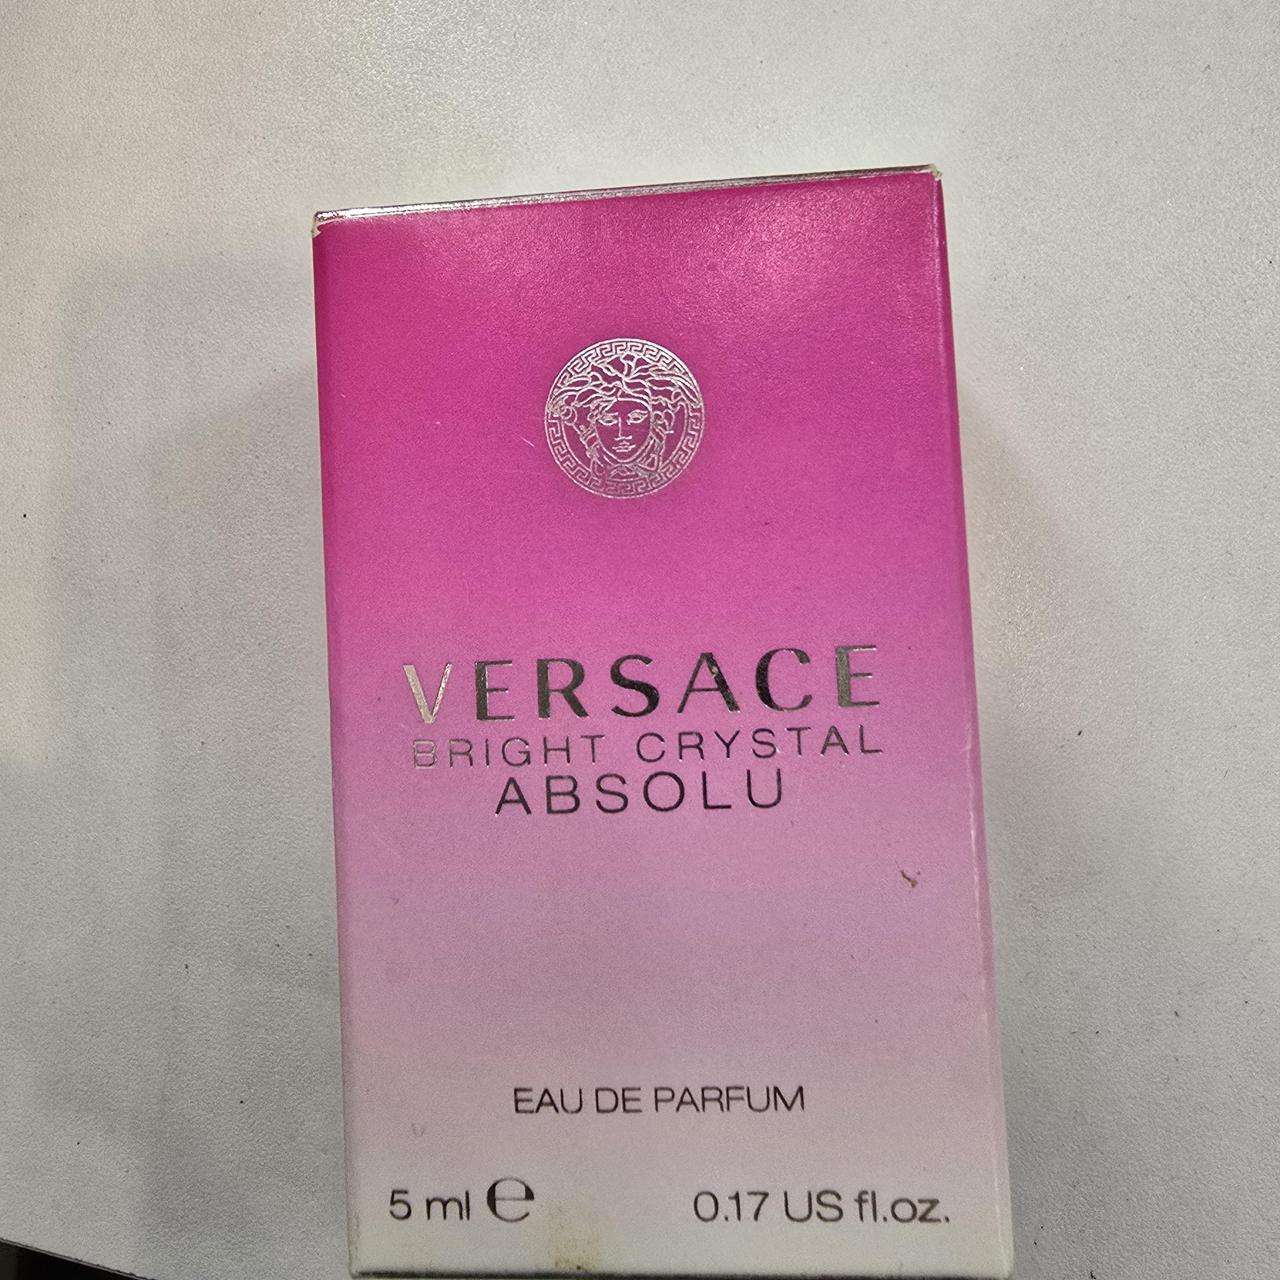 VERSACE
BRIGHT CRYSTAL
ABSOLU
EAU DE PARFUM
5 ml ℮ 0.17 US fl.oz.